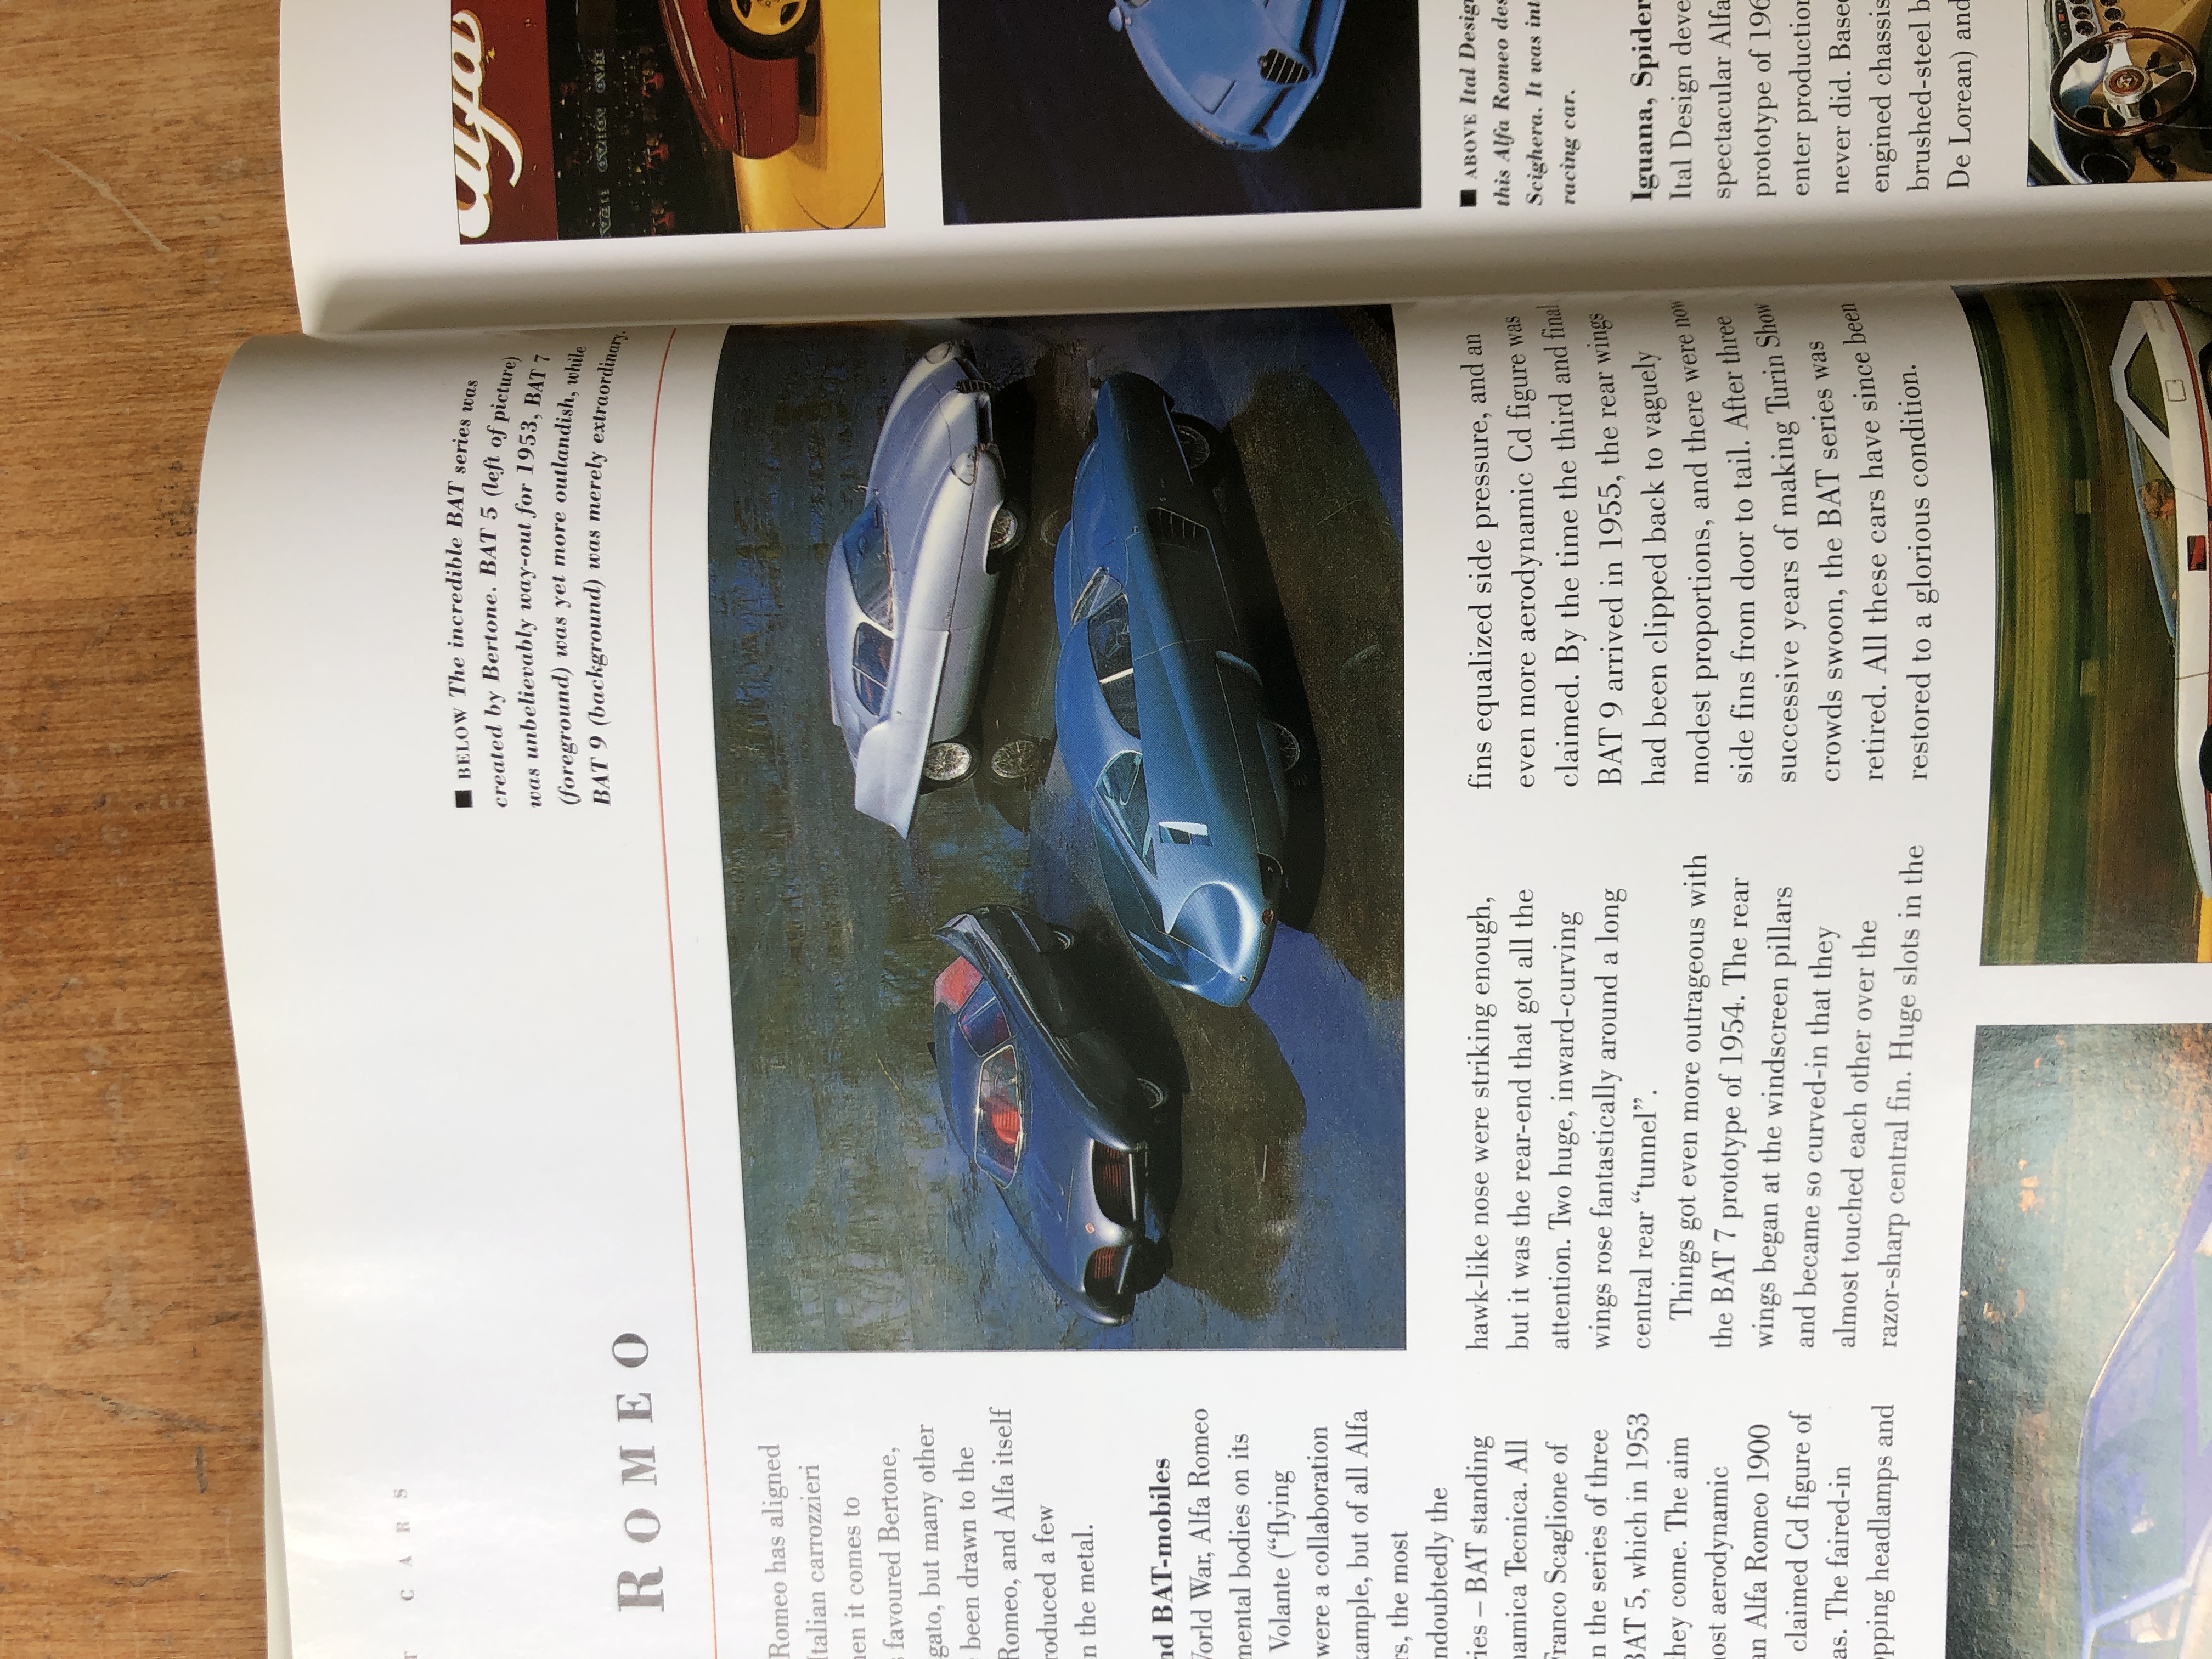 CARS
■ BELOW The incredible BAT series was
created by Bertone. BAT 5 (left of picture)
was unbelievably way-out for 1953, BAT 7
(foreground) was yet more outlandish, while
BAT 9 (background) was merely extraordinary.
ROMEO
Romeo has aligned
Italian carrozzieri
it comes to
favoured Bertone,
but many other
been drawn to the
Romeo, and Alfa itself
a few
n the metal.
BAT-mobiles
World War, Alfa Romeo
bodies on its
Volante (“flying
were a collaboration
but of all Alfa
the most
the
– BAT standing
Tecnica. All
Franco Scaglione of
n the series of three
BAT 5, which in 1953
they come. The aim
aerodynamic
an Alfa Romeo 1900
claimed Cd figure of
as. The faired-in
headlamps and
hawk-like nose were striking enough,
but it was the rear-end that got all the
attention. Two huge, inward-curving
wings rose fantastically around a long
central rear “tunnel”.
Things got even more outrageous with
the BAT 7 prototype of 1954. The rear
wings began at the windscreen pillars
and became so curved-in that they
almost touched each other over the
razor-sharp central fin. Huge slots in the
fins equalized side pressure, and an
even more aerodynamic Cd figure was
claimed. By the time the third and final
BAT 9 arrived in 1955, the rear wings
had been clipped back to vaguely
modest proportions, and there were now
side fins from door to tail. After three
successive years of making Turin Show
crowds swoon, the BAT series was
retired. All these cars have since been
restored to a glorious condition.
Alfa
■ ABOVE Ital Design
this Alfa Romeo des
Scighera. It was int
racing car.
Iguana, Spider
Ital Design deve
spectacular Alfa
prototype of 196
enter production
never did. Base
engined chassis
brushed-steel b
De Lorean) and